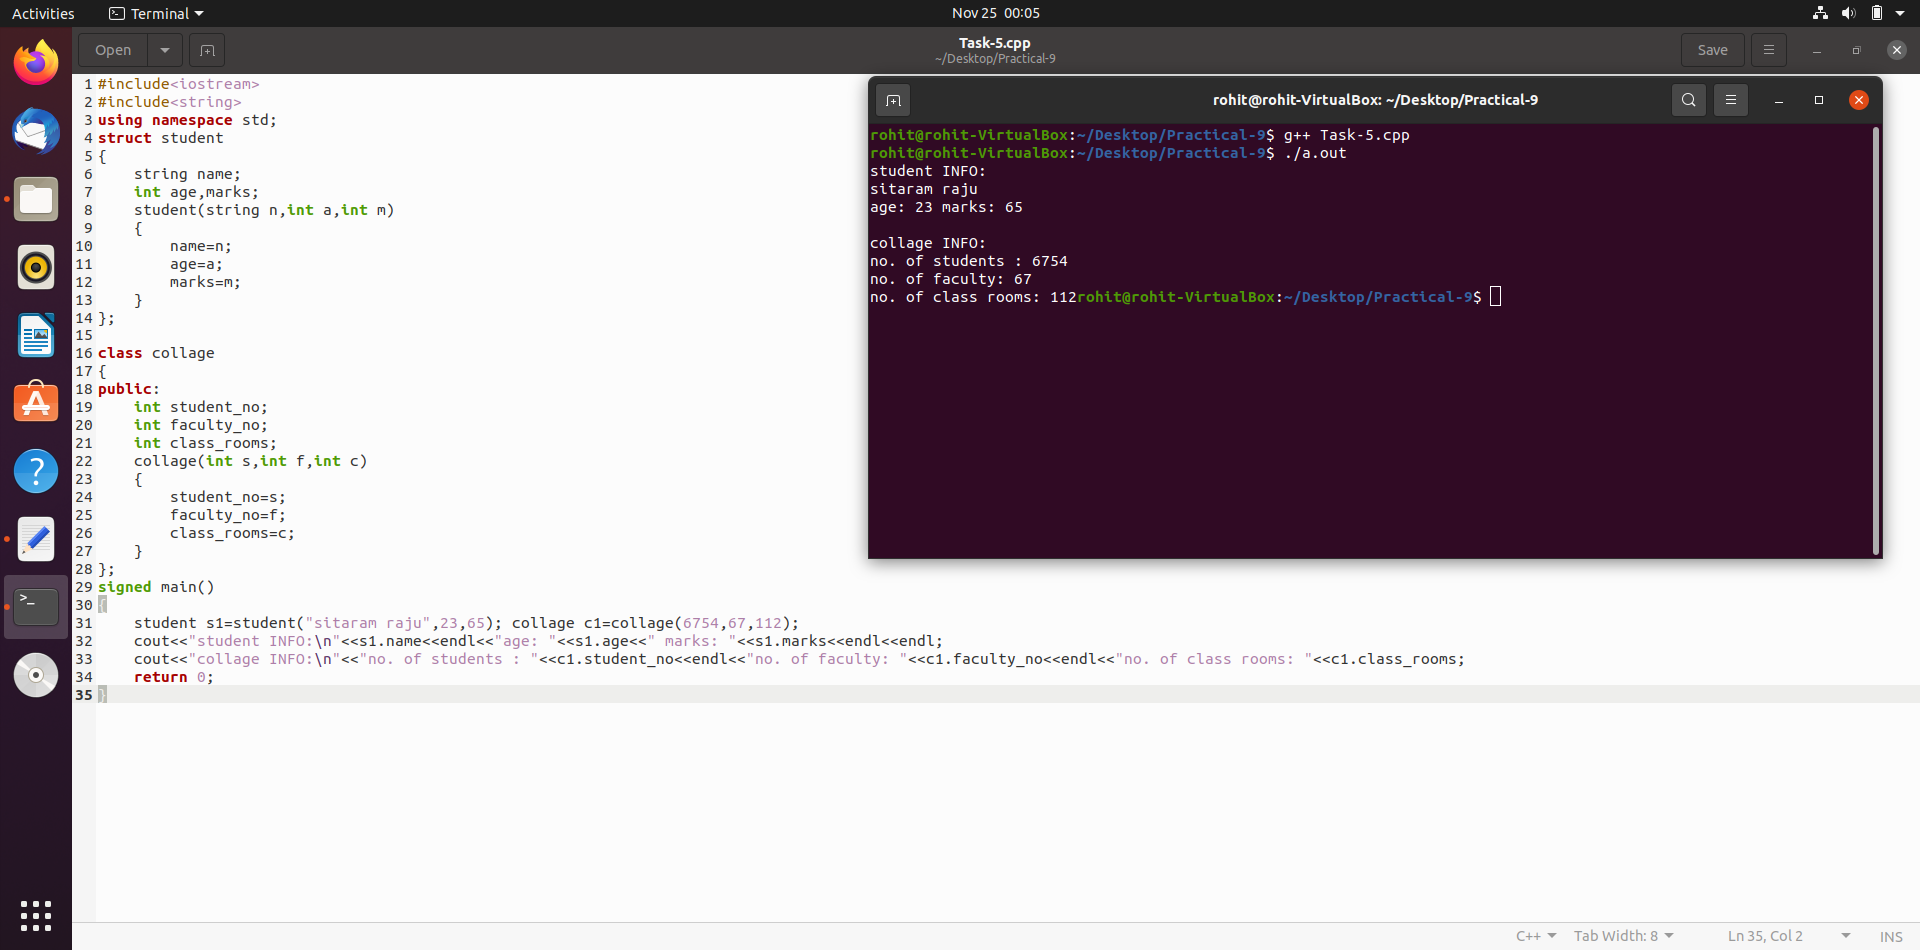 Activities Terminal Nov 25 00:05
Open Task-5.cpp Save
~/Desktop/Practical-9
1 #include<iostream>
2 #include<string>
3 using namespace std;
4 struct student
5 {
6     string name;
7     int age,marks;
8     student(string n,int a,int m)
9     {
10         name=n;
11         age=a;
12         marks=m;
13     }
14 };
15
16 class collage
17 {
18 public:
19     int student_no;
20     int faculty_no;
21     int class_rooms;
22     collage(int s,int f,int c)
23     {
24         student_no=s;
25         faculty_no=f;
26         class_rooms=c;
27     }
28 };
29 signed main()
30 {
31     student s1=student("sitaram raju",23,65); collage c1=collage(6754,67,112);
32     cout<<"student INFO:\n"<<s1.name<<endl<<"age: "<<s1.age<<" marks: "<<s1.marks<<endl<<endl;
33     cout<<"collage INFO:\n"<<"no. of students : "<<c1.student_no<<endl<<"no. of faculty: "<<c1.faculty_no<<endl<<"no. of class rooms: "<<c1.class_rooms;
34     return 0;
35 }
rohit@rohit-VirtualBox: ~/Desktop/Practical-9
rohit@rohit-VirtualBox:~/Desktop/Practical-9$ g++ Task-5.cpp
rohit@rohit-VirtualBox:~/Desktop/Practical-9$ ./a.out
student INFO:
sitaram raju
age: 23 marks: 65

collage INFO:
no. of students : 6754
no. of faculty: 67
no. of class rooms: 112rohit@rohit-VirtualBox:~/Desktop/Practical-9$
C++ Tab Width: 8 Ln 35, Col 2 INS